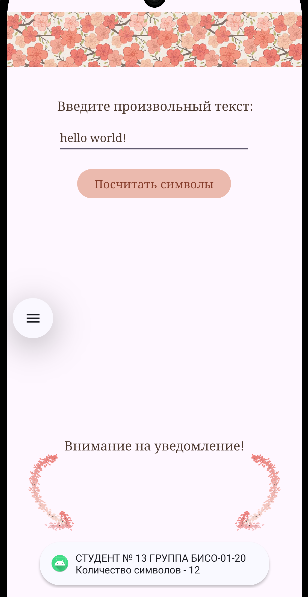 Введите произвольный текст:
hello world!
Посчитать символы
Внимание на уведомление!
СТУДЕНТ № 13 ГРУППА БИСО-01-20
Количество символов - 12